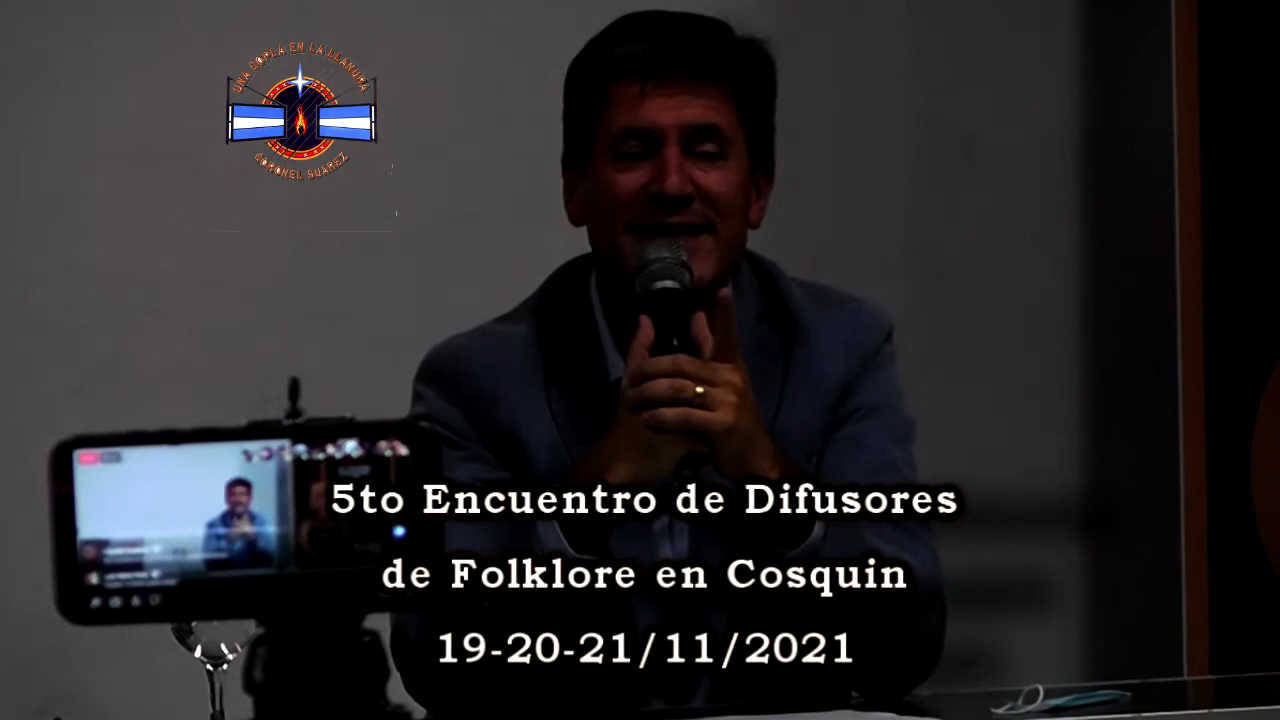 UNA COPLA EN LA LLANURA
CORONEL SUAREZ
5to Encuentro de Difusores
de Folklore en Cosquin
19-20-21/11/2021